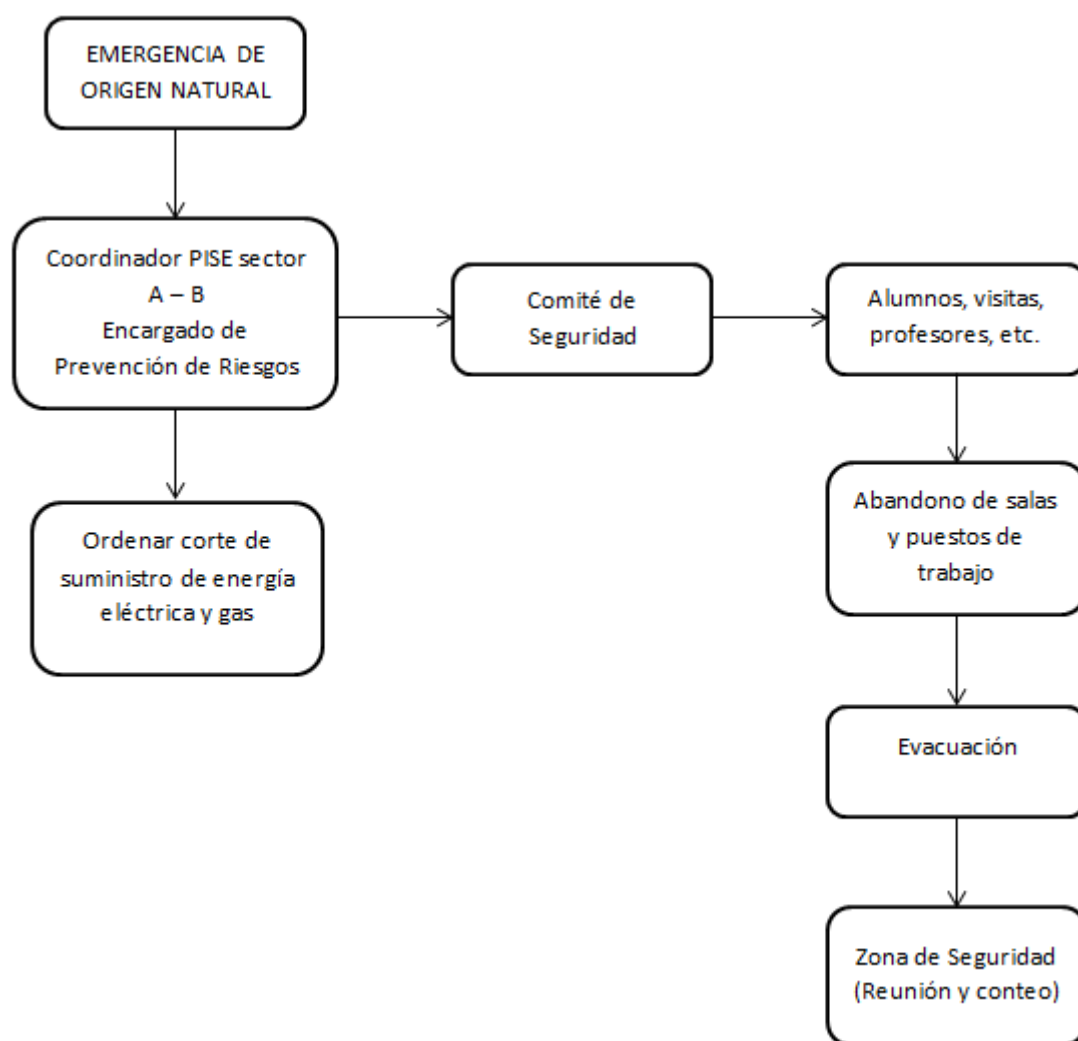 EMERGENCIA DE
ORIGEN NATURAL
Coordinador PISE sector
A – B
Encargado de
Prevención de Riesgos
Comité de
Seguridad
Alumnos, visitas,
profesores, etc.
Ordenar corte de
suministro de energía
eléctrica y gas
Abandono de salas
y puestos de
trabajo
Evacuación
Zona de Seguridad
(Reunión y conteo)